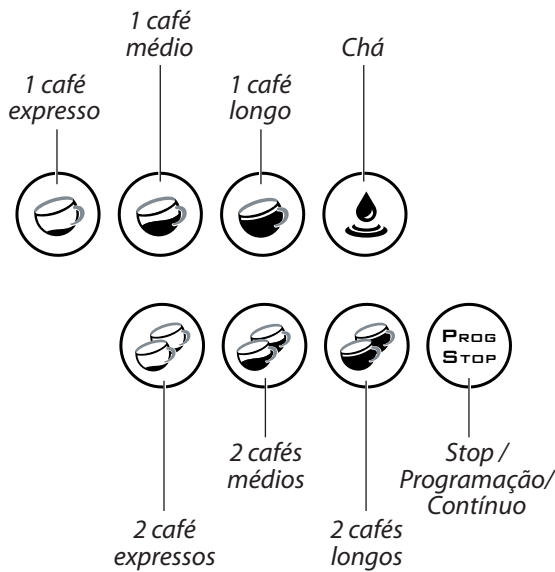 1 café
médio
Chá
1 café
expresso
1 café
longo
PROG
STOP
2 cafés
médios
Stop /
Programação/
Contínuo
2 café
expressos
2 cafés
longos